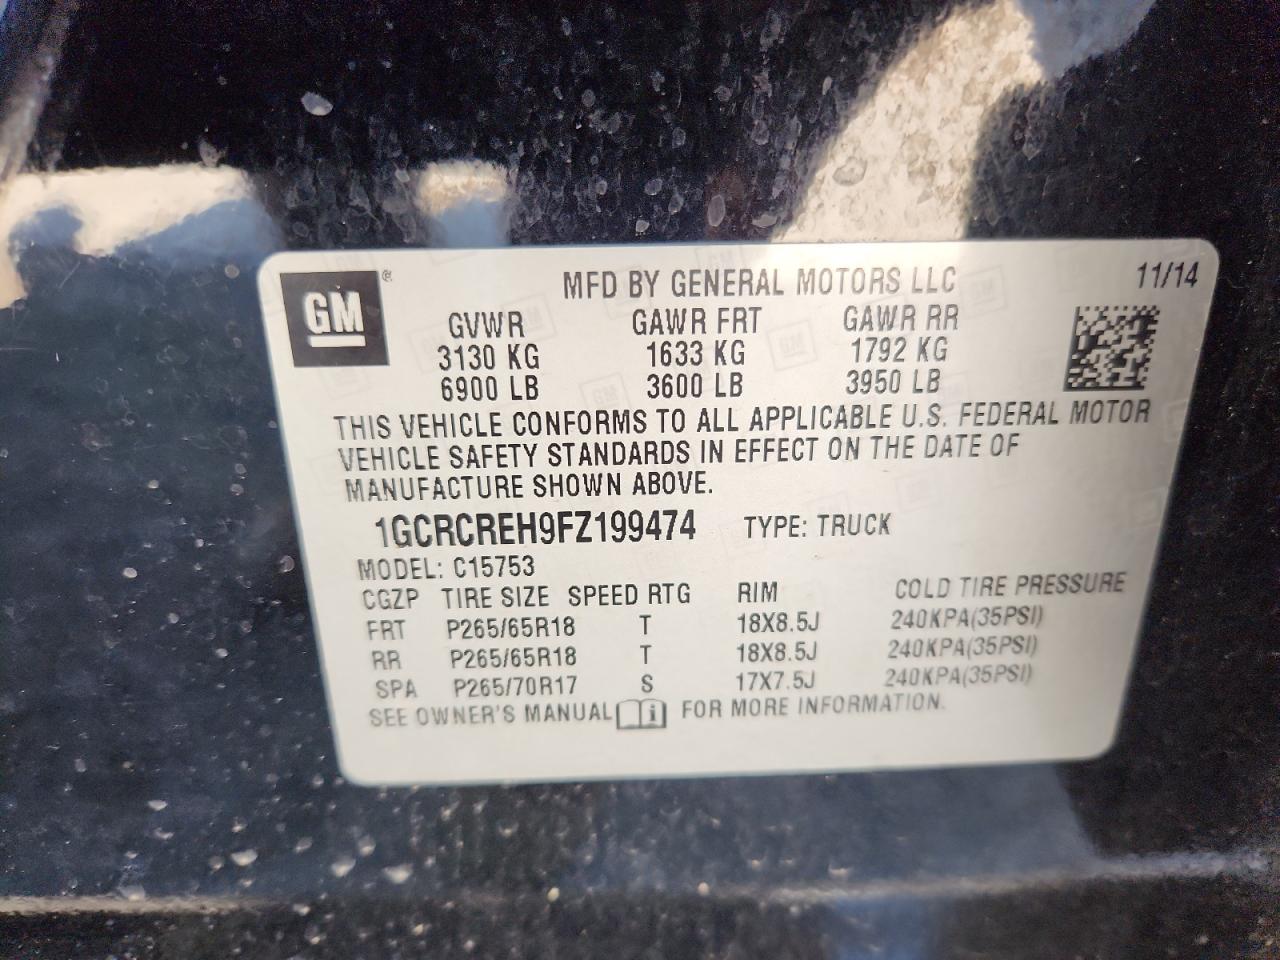 GM ®
MFD BY GENERAL MOTORS LLC 11/14
GVWR GAWR FRT GAWR RR
3130 KG 1633 KG 1792 KG
6900 LB 3600 LB 3950 LB
THIS VEHICLE CONFORMS TO ALL APPLICABLE U.S. FEDERAL MOTOR
VEHICLE SAFETY STANDARDS IN EFFECT ON THE DATE OF
MANUFACTURE SHOWN ABOVE.
1GCRCREH9FZ199474 TYPE: TRUCK
MODEL: C15753
CGZP TIRE SIZE SPEED RTG RIM COLD TIRE PRESSURE
FRT P265/65R18 T 18X8.5J 240KPA(35PSI)
RR P265/65R18 T 18X8.5J 240KPA(35PSI)
SPA P265/70R17 S 17X7.5J 240KPA(35PSI)
SEE OWNER'S MANUAL i FOR MORE INFORMATION.